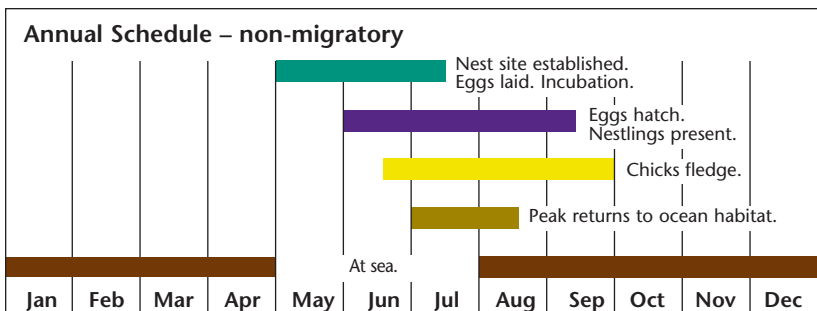 Annual Schedule – non-migratory
Nest site established.
Eggs laid. Incubation.
Eggs hatch.
Nestlings present.
Chicks fledge.
Peak returns to ocean habitat.
At sea.
Jan Feb Mar Apr May Jun Jul Aug Sep Oct Nov Dec